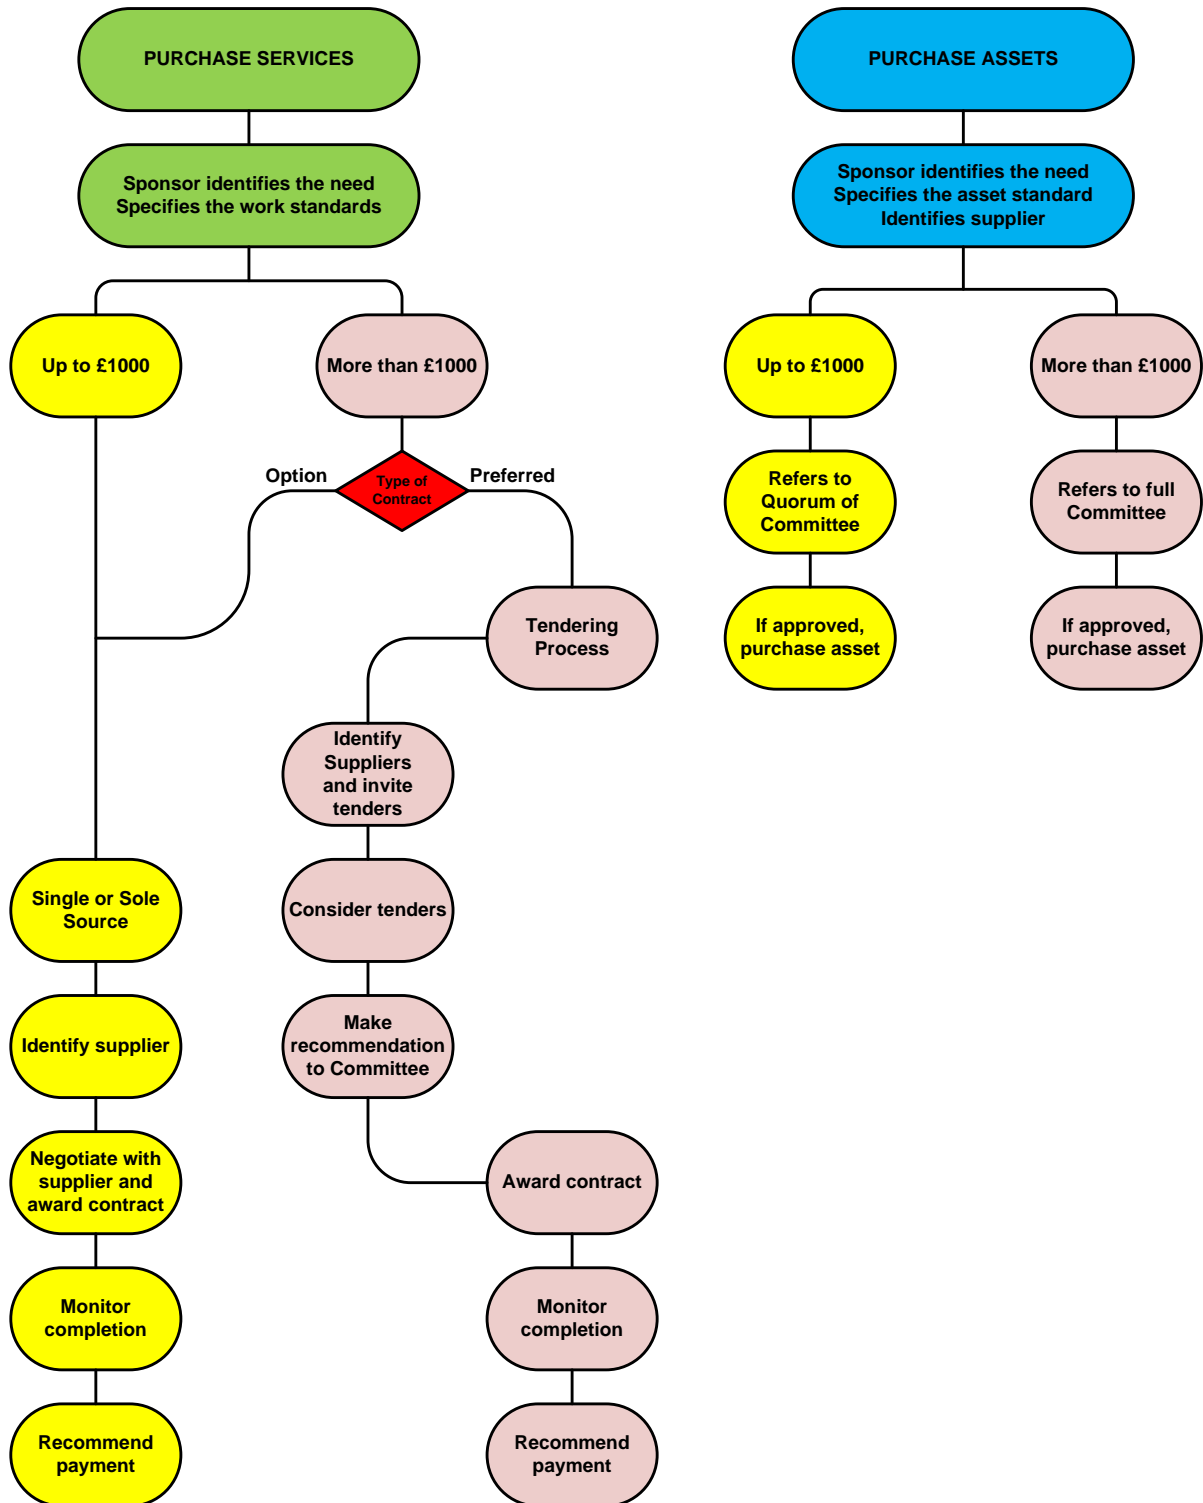 PURCHASE SERVICES
Sponsor identifies the need
Specifies the work standards
Up to £1000
More than £1000
Option
Type of
Contract
Preferred
Tendering
Process
Identify
Suppliers
and invite
tenders
Single or Sole
Source
Consider tenders
Identify supplier
Make
recommendation
to Committee
Negotiate with
supplier and
award contract
Award contract
Monitor
completion
Monitor
completion
Recommend
payment
Recommend
payment
PURCHASE ASSETS
Sponsor identifies the need
Specifies the asset standard
Identifies supplier
Up to £1000
More than £1000
Refers to
Quorum of
Committee
Refers to full
Committee
If approved,
purchase asset
If approved,
purchase asset